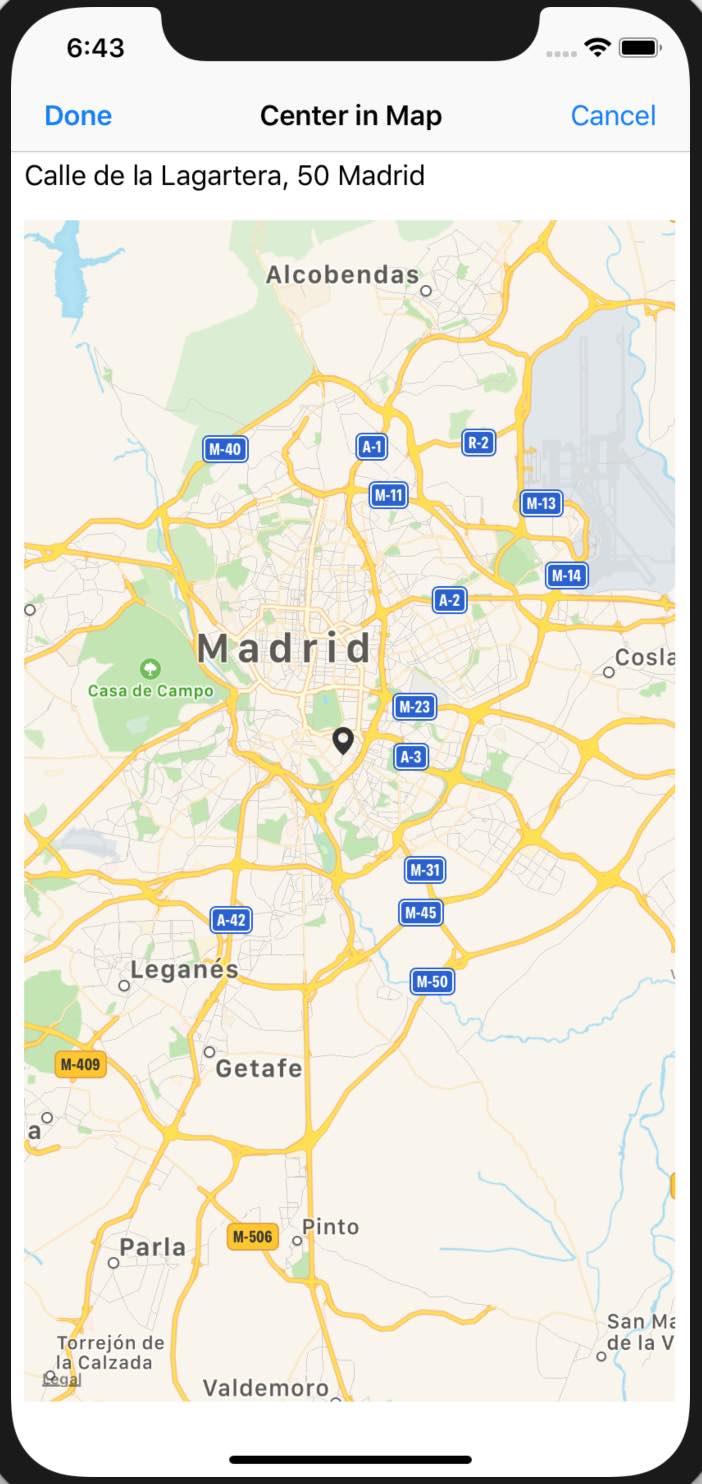 6:43
Done
Center in Map
Cancel
Calle de la Lagartera, 50 Madrid
Alcobendas
M-40
A-1
R-2
M-11
M-13
M-14
A-2
Madrid
Cosla
Casa de Campo
M-23
A-3
M-31
M-45
A-42
Leganés
M-50
M-409
Getafe
a
Pinto
M-506
Parla
San Ma
de la V
Torrejón de
la Calzada
Legal
Valdemoro